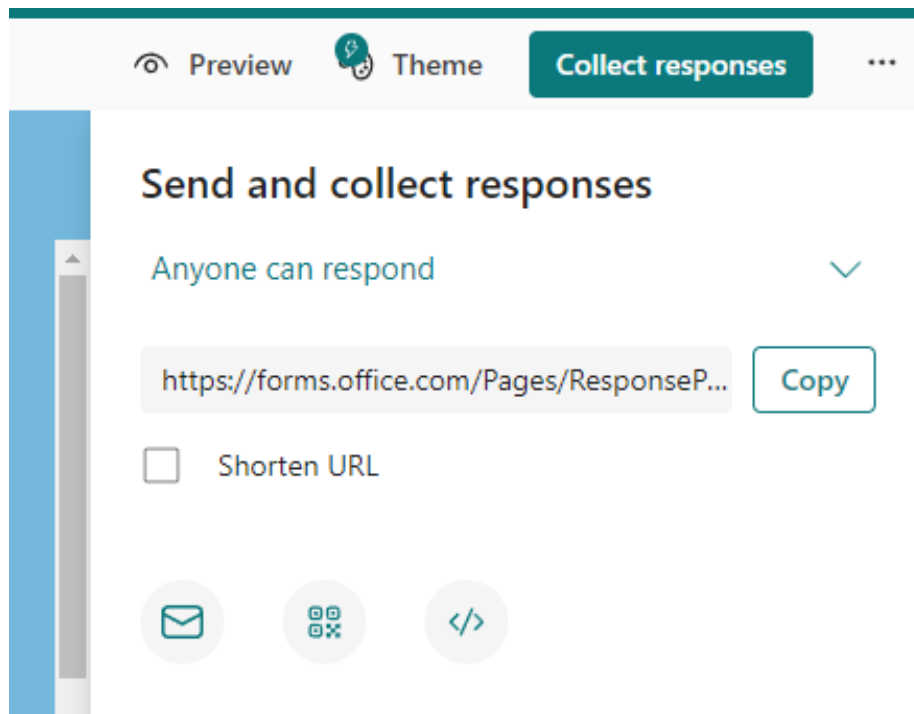 Preview Theme Collect responses ...
Send and collect responses
Anyone can respond
https://forms.office.com/Pages/ResponseP... Copy
Shorten URL
</>